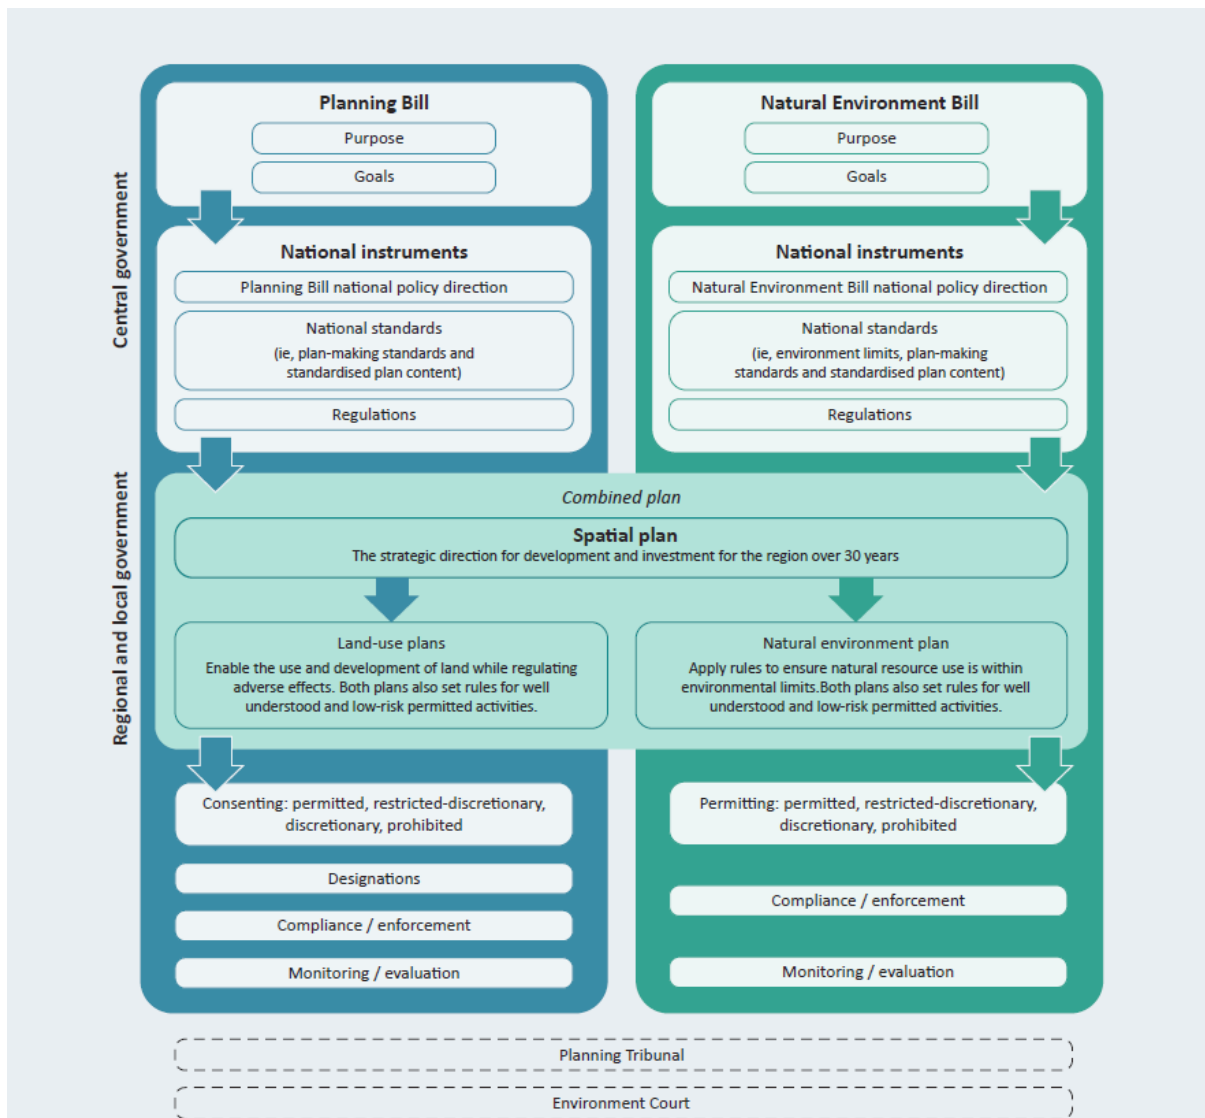 Central government
Planning Bill
Purpose
Goals
National instruments
Planning Bill national policy direction
National standards
(ie, plan-making standards and
standardised plan content)
Regulations
Natural Environment Bill
Purpose
Goals
National instruments
Natural Environment Bill national policy direction
National standards
(ie, environment limits, plan-making
standards and standardised plan content)
Regulations
Regional and local government
Combined plan
Spatial plan
The strategic direction for development and investment for the region over 30 years
Land-use plans
Enable the use and development of land while regulating
adverse effects. Both plans also set rules for well
understood and low-risk permitted activities.
Natural environment plan
Apply rules to ensure natural resource use is within
environmental limits.Both plans also set rules for well
understood and low-risk permitted activities.
Consenting: permitted, restricted-discretionary,
discretionary, prohibited
Designations
Compliance / enforcement
Monitoring / evaluation
Permitting: permitted, restricted-discretionary,
discretionary, prohibited
Compliance / enforcement
Monitoring / evaluation
Planning Tribunal
Environment Court